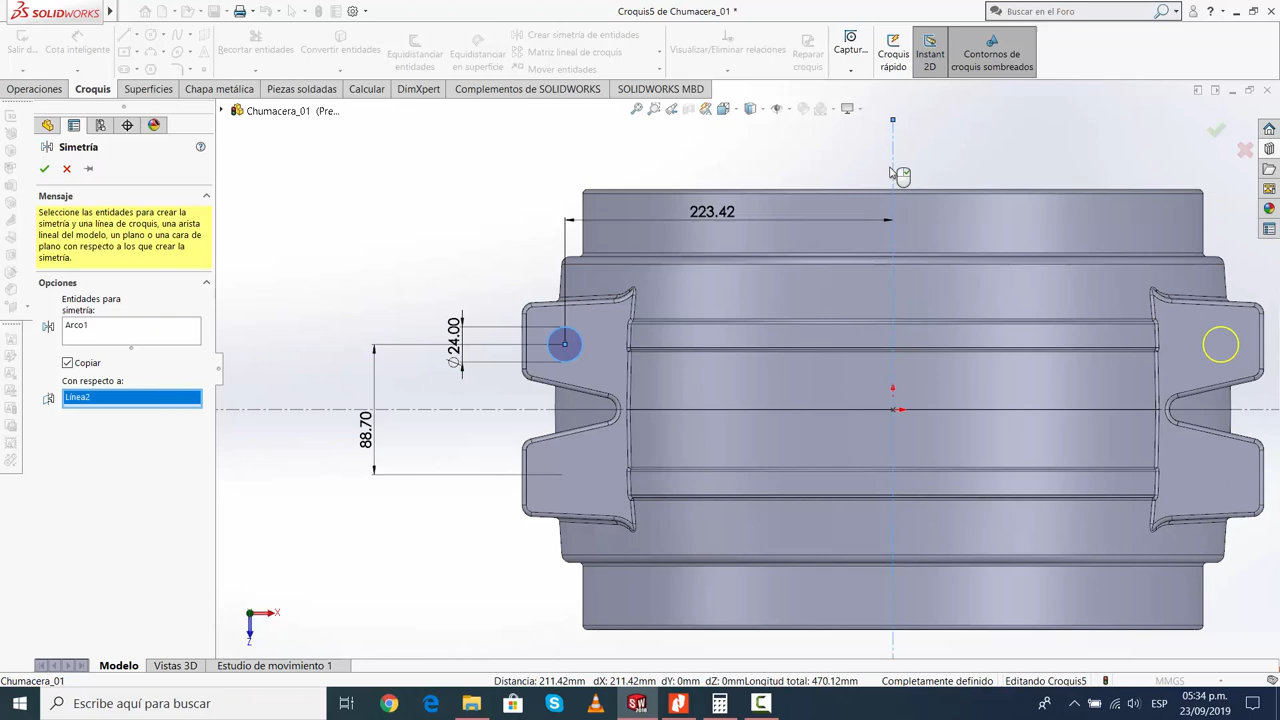 SOLIDWORKS
Croquis5 de Chumacera_01 *
Buscar en el Foro
Salir d...
Cota inteligente
Recortar entidades
Convertir entidades
Equidistanciar entidades
Equidistanciar en superficie
Crear simetría de entidades
Matriz lineal de croquis
Mover entidades
Visualizar/Eliminar relaciones
Reparar croquis
Captur...
Croquis rápido
Instant 2D
Contornos de croquis sombreados
Operaciones
Croquis
Superficies
Chapa metálica
Piezas soldadas
Calcular
DimXpert
Complementos de SOLIDWORKS
SOLIDWORKS MBD
Chumacera_01 (Pre...
Simetría
Mensaje
Seleccione las entidades para crear la
simetría y una línea de croquis, una arista
lineal del modelo, un plano o una cara de
plano con respecto a los que crear la
simetría.
Opciones
Entidades para
simetría:
Arco1
Copiar
Con respecto a:
Línea2
223.42
∅24.00
88.70
X
Z
Modelo
Vistas 3D
Estudio de movimiento 1
Chumacera_01
Distancia: 211.42mm dX: 211.42mm dY: 0mm dZ: 0mmLongitud total: 470.12mm
Completamente definido
Editando Croquis5
MMGS
Escribe aquí para buscar
ESP
05:34 p.m.
23/09/2019